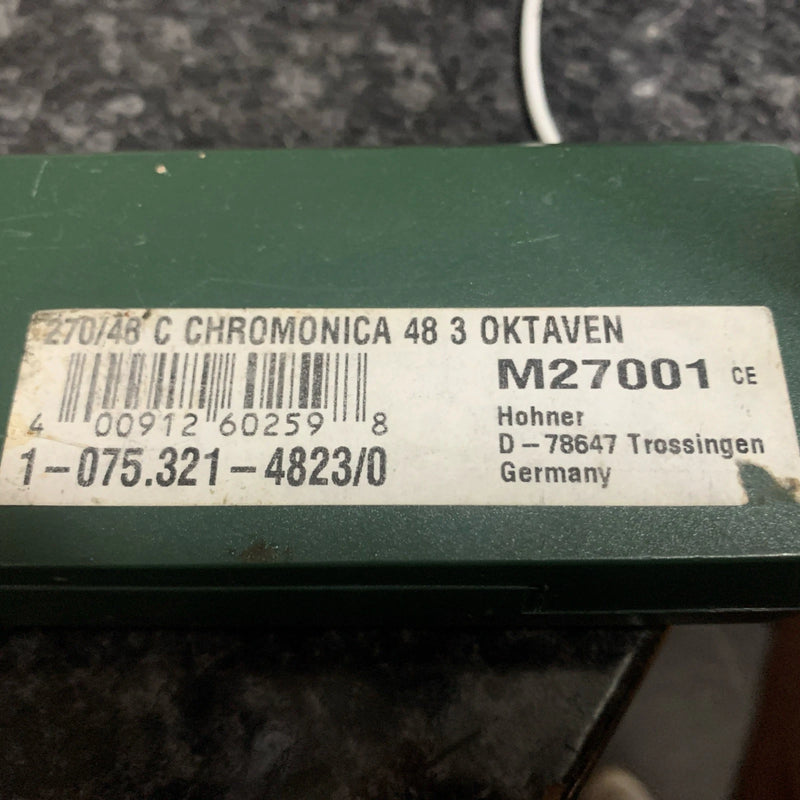 270/48 C CHROMONICA 48 3 OKTAVEN
M27001 CE
4 00912 60259 8
Hohner
D-78647 Trossingen
Germany
1-075.321-4823/0